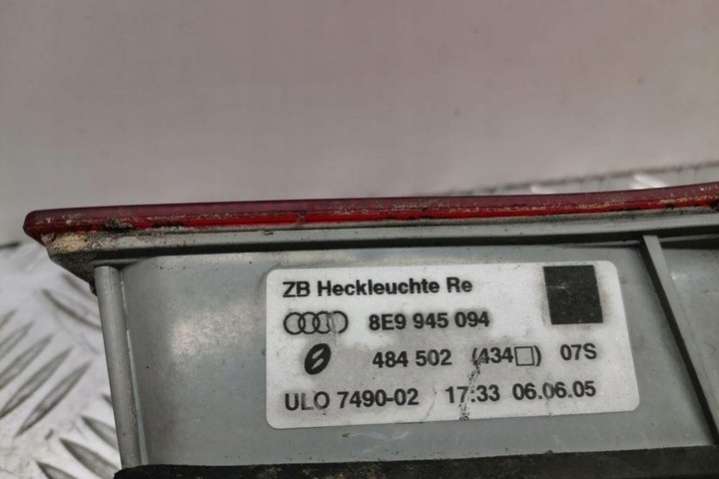 ZB Heckleuchte Re
8E9 945 094
484 502 (434□) 07S
ULO 7490-02 17:33 06.06.05